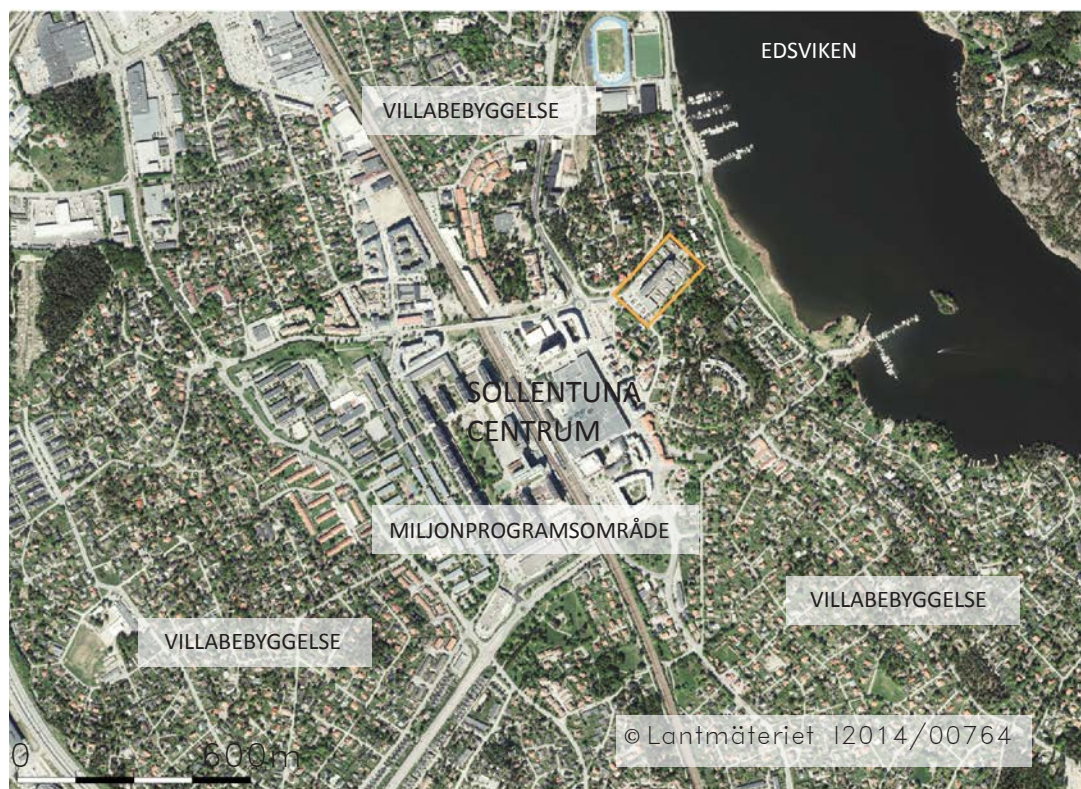 EDSVIKEN
VILLABEBYGGELSE
SOLLENTUNA
CENTRUM
MILJONPROGRAMSOMRÅDE
VILLABEBYGGELSE
VILLABEBYGGELSE
© Lantmäteriet I2014/00764
0 600m